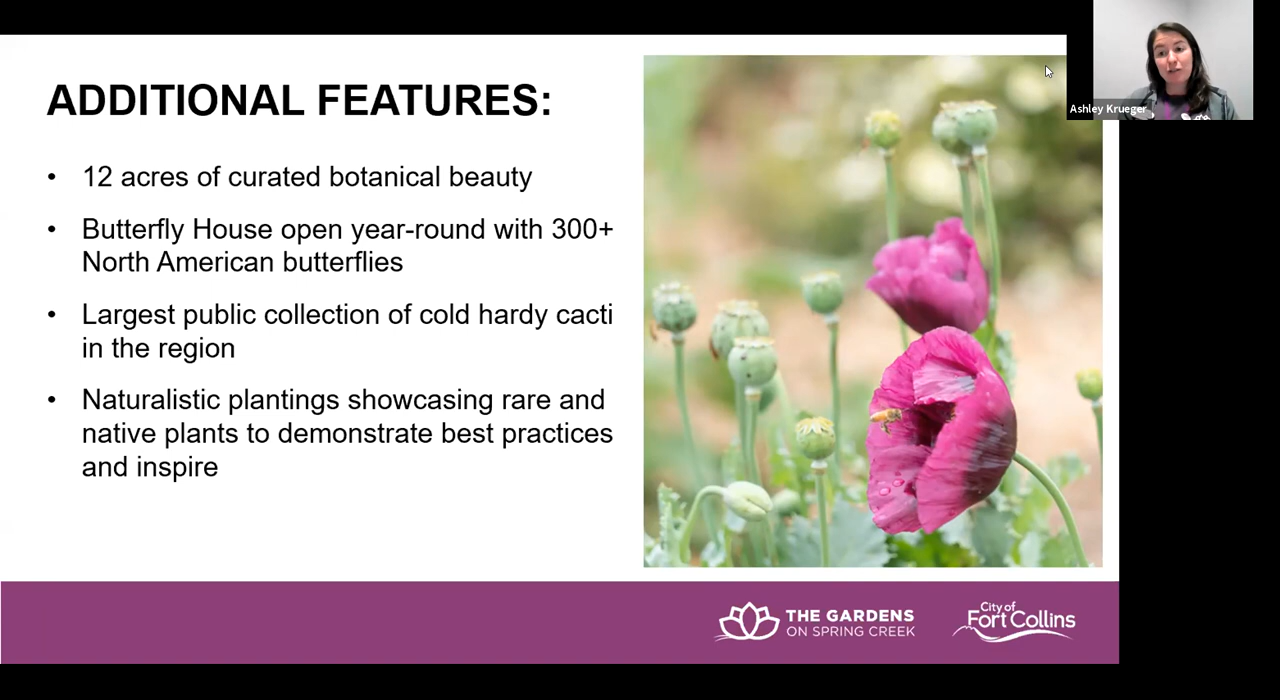 ADDITIONAL FEATURES:
• 12 acres of curated botanical beauty
• Butterfly House open year-round with 300+
North American butterflies
• Largest public collection of cold hardy cacti
in the region
• Naturalistic plantings showcasing rare and
native plants to demonstrate best practices
and inspire
Ashley Krueger
THE GARDENS
ON SPRING CREEK
City of
Fort Collins